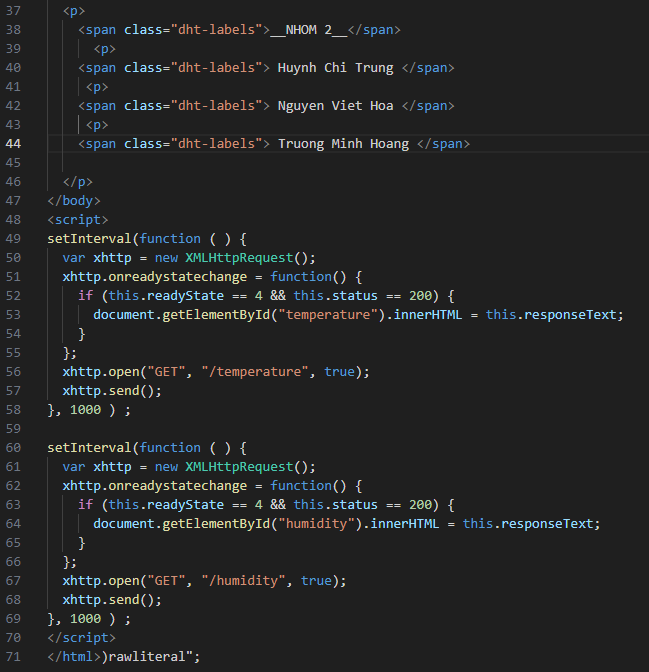 37 <p>
38 <span class="dht-labels">__NHOM 2__</span>
39 <p>
40 <span class="dht-labels"> Huynh Chi Trung </span>
41 <p>
42 <span class="dht-labels"> Nguyen Viet Hoa </span>
43 <p>
44 <span class="dht-labels"> Truong Minh Hoang </span>
45
46 </p>
47 </body>
48 <script>
49 setInterval(function ( ) {
50 var xhttp = new XMLHttpRequest();
51 xhttp.onreadystatechange = function() {
52 if (this.readyState == 4 && this.status == 200) {
53 document.getElementById("temperature").innerHTML = this.responseText;
54 }
55 };
56 xhttp.open("GET", "/temperature", true);
57 xhttp.send();
58 }, 1000 ) ;
59
60 setInterval(function ( ) {
61 var xhttp = new XMLHttpRequest();
62 xhttp.onreadystatechange = function() {
63 if (this.readyState == 4 && this.status == 200) {
64 document.getElementById("humidity").innerHTML = this.responseText;
65 }
66 };
67 xhttp.open("GET", "/humidity", true);
68 xhttp.send();
69 }, 1000 ) ;
70 </script>
71 </html>)rawliteral";